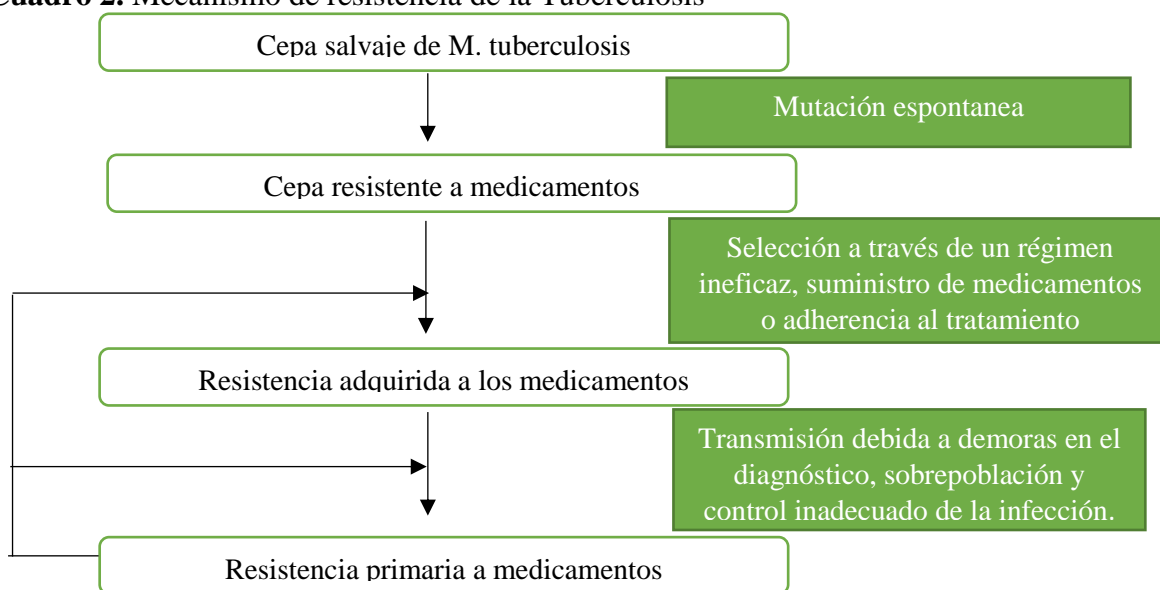 Cuadro 2. Mecanismo de resistencia de la Tuberculosis
Cepa salvaje de M. tuberculosis
Mutación espontanea
Cepa resistente a medicamentos
Selección a través de un régimen
ineficaz, suministro de medicamentos
o adherencia al tratamiento
Resistencia adquirida a los medicamentos
Transmisión debida a demoras en el
diagnóstico, sobrepoblación y
control inadecuado de la infección.
Resistencia primaria a medicamentos